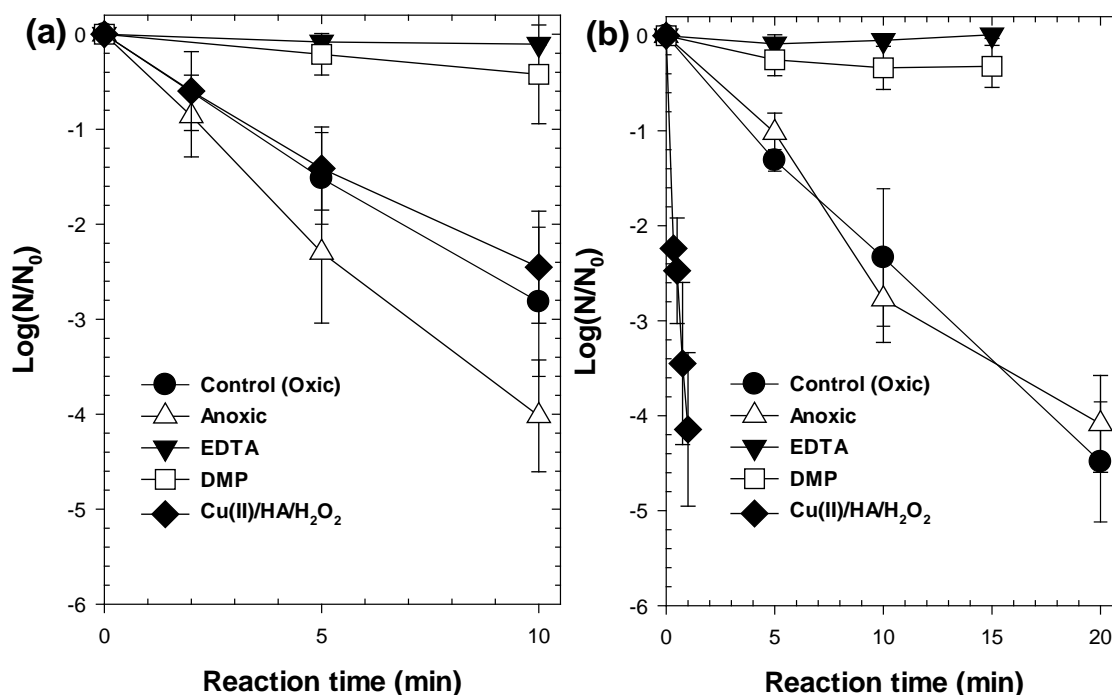 (a)
Log(N/N0)
0
-1
-2
-3
-4
-5
-6
Control (Oxic)
Anoxic
EDTA
DMP
Cu(II)/HA/H2O2
0
5
10
Reaction time (min)
(b)
Log(N/N0)
0
-1
-2
-3
-4
-5
-6
Control (Oxic)
Anoxic
EDTA
DMP
Cu(II)/HA/H2O2
0
5
10
15
20
Reaction time (min)